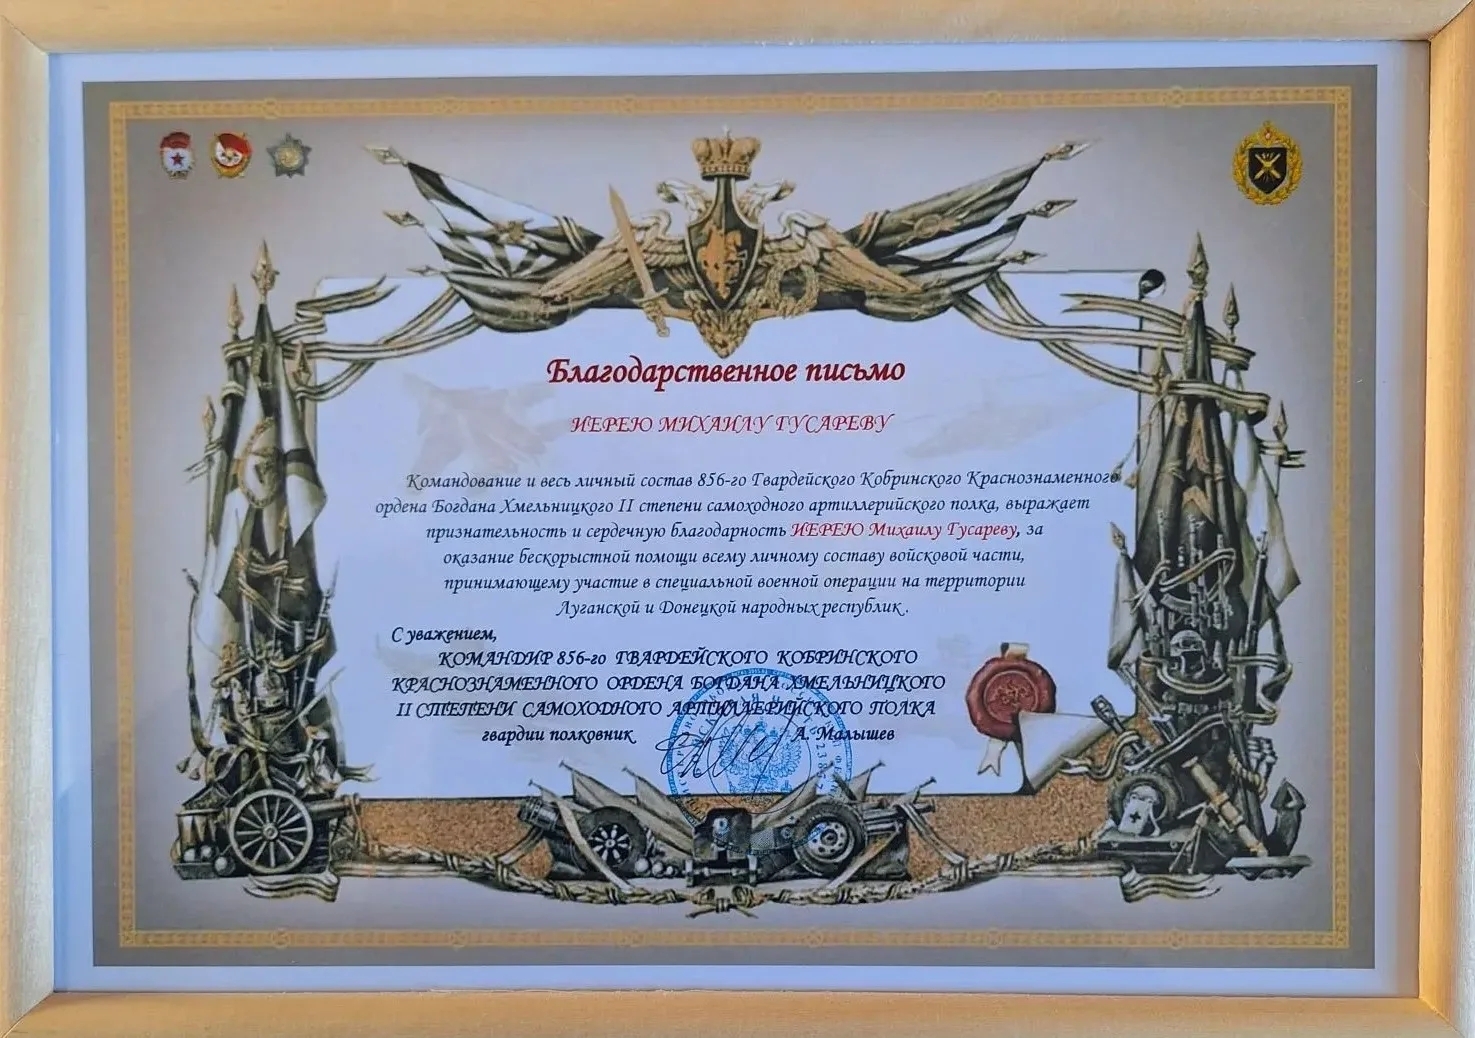 Благодарственное письмо
ИЕРЕЮ МИХАИЛУ ГУСАРЕВУ
Командование и весь личный состав 856-го Гвардейского Кобринского Краснознаменного
ордена Богдана Хмельницкого II степени самоходного артиллерийского полка, выражает
признательность и сердечную благодарность ИЕРЕЮ Михаилу Гусареву, за
оказание бескорыстной помощи всему личному составу войсковой части,
принимающему участие в специальной военной операции на территории
Луганской и Донецкой народных республик .
С уважением,
КОМАНДИР 856-го ГВАРДЕЙСКОГО КОБРИНСКОГО
КРАСНОЗНАМЕННОГО ОРДЕНА БОГДАНА ХМЕЛЬНИЦКОГО
II СТЕПЕНИ САМОХОДНОГО АРТИЛЛЕРИЙСКОГО ПОЛКА
гвардии полковник А. Малышев